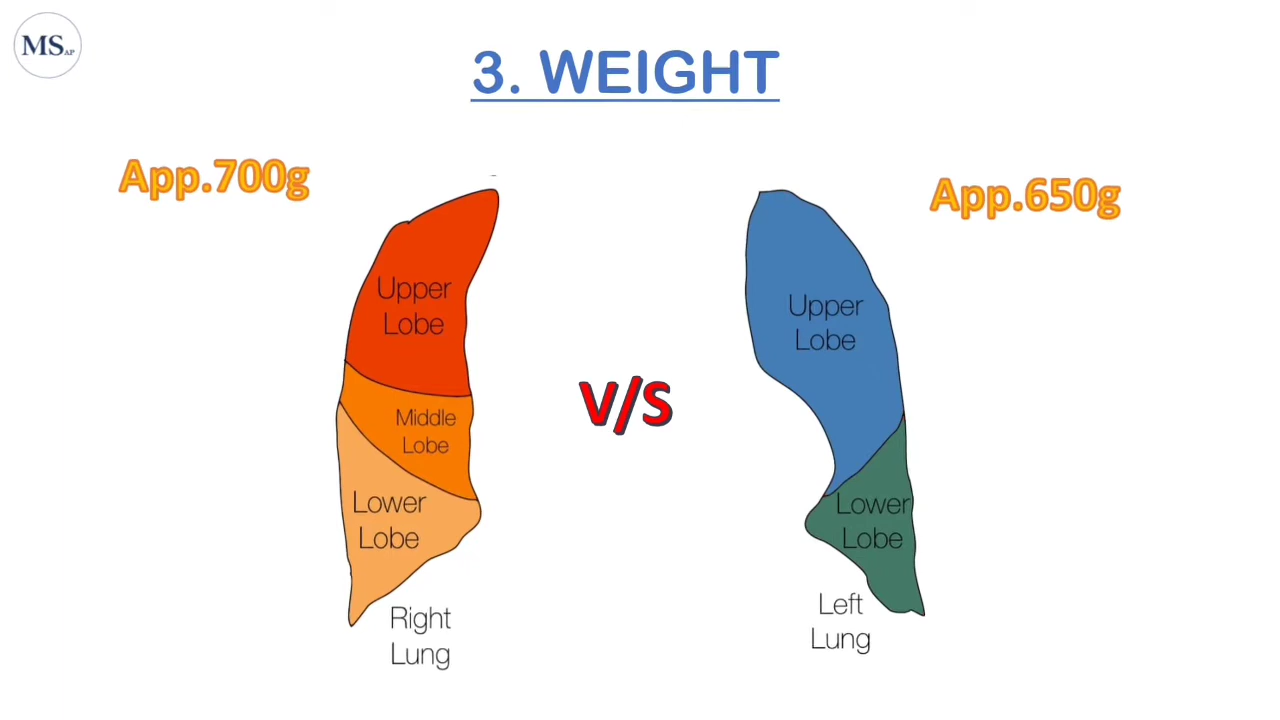 MS.AP
3. WEIGHT
App.700g
App.650g
Upper
Lobe
Middle
Lobe
Lower
Lobe
Right
Lung
V/S
Upper
Lobe
Lower
Lobe
Left
Lung